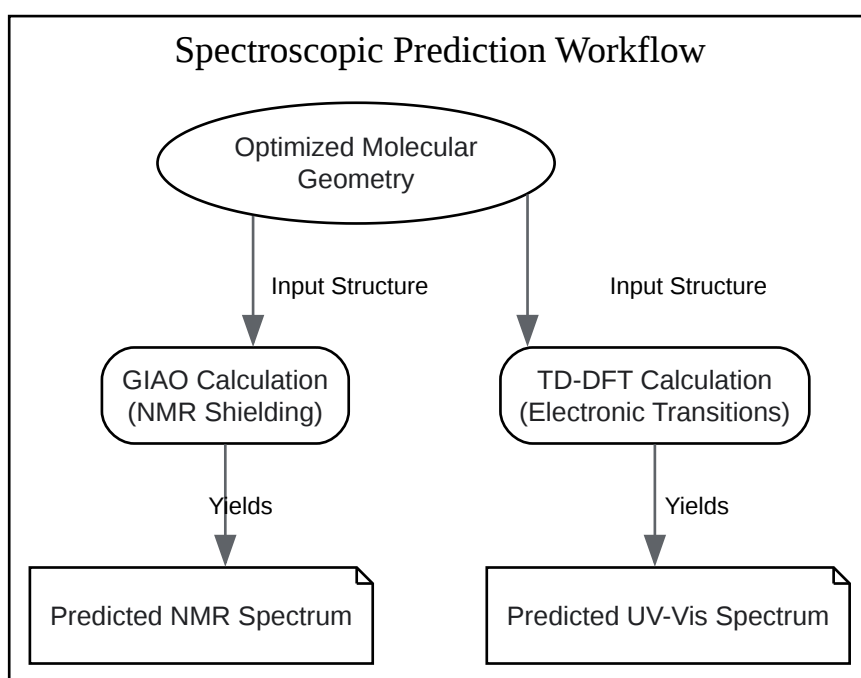 Spectroscopic Prediction Workflow
Optimized Molecular
Geometry
Input Structure
Input Structure
GIAO Calculation
(NMR Shielding)
TD-DFT Calculation
(Electronic Transitions)
Yields
Yields
Predicted NMR Spectrum
Predicted UV-Vis Spectrum